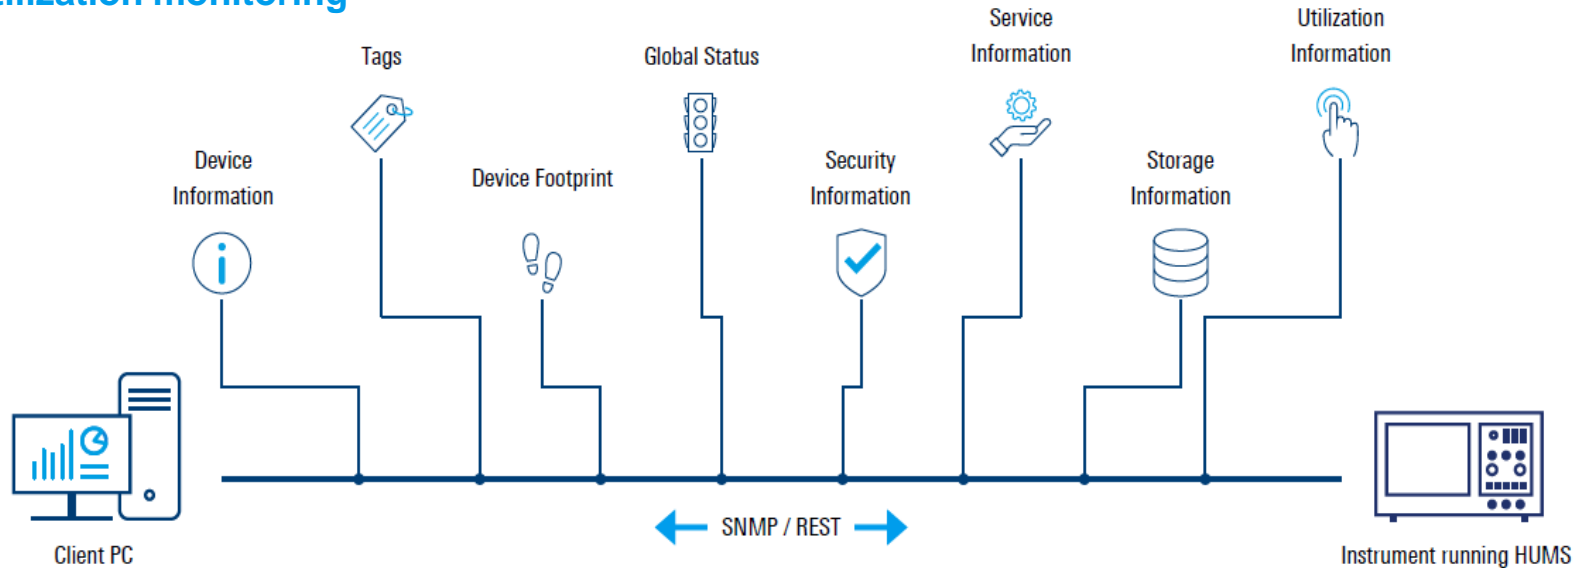 monitoring
Service
Information
Utilization
Information
Tags
Global Status
Device
Information
Device Footprint
Security
Information
Storage
Information
SNMP / REST
Client PC
Instrument running HUMS